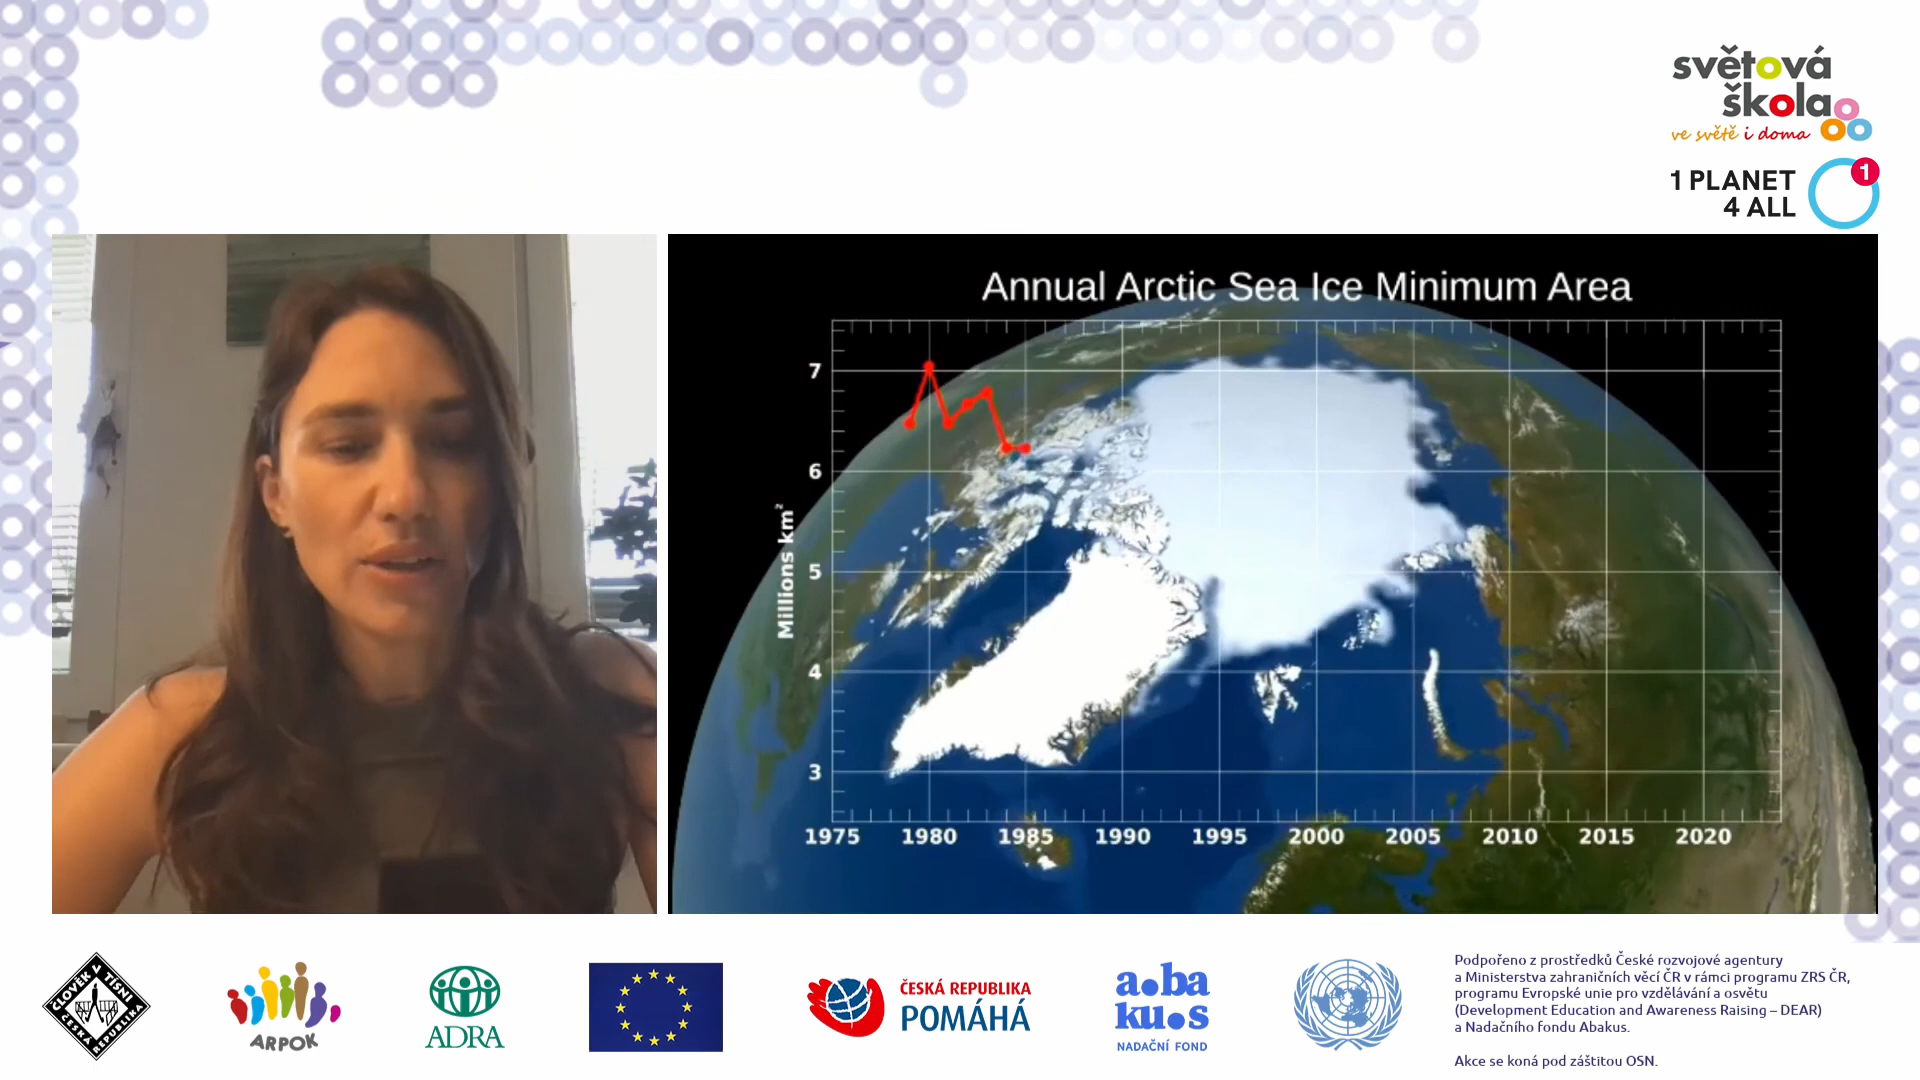 světová
škola
ve světě i doma
1 PLANET
4 ALL
1
Annual Arctic Sea Ice Minimum Area
7
6
5
4
3
Millions km²
1975 1980 1985 1990 1995 2000 2005 2010 2015 2020
ČLOVĚK V TÍSNI
ČESKÁ REPUBLIKA
ARPOK
ADRA
ČESKÁ REPUBLIKA
POMÁHÁ
a.ba
ku.s
NADAČNÍ FOND
Podpořeno z prostředků České rozvojové agentury
a Ministerstva zahraničních věcí ČR v rámci programu ZRS ČR,
programu Evropské unie pro vzdělávání a osvětu
(Development Education and Awareness Raising – DEAR)
a Nadačního fondu Abakus.
Akce se koná pod záštitou OSN.